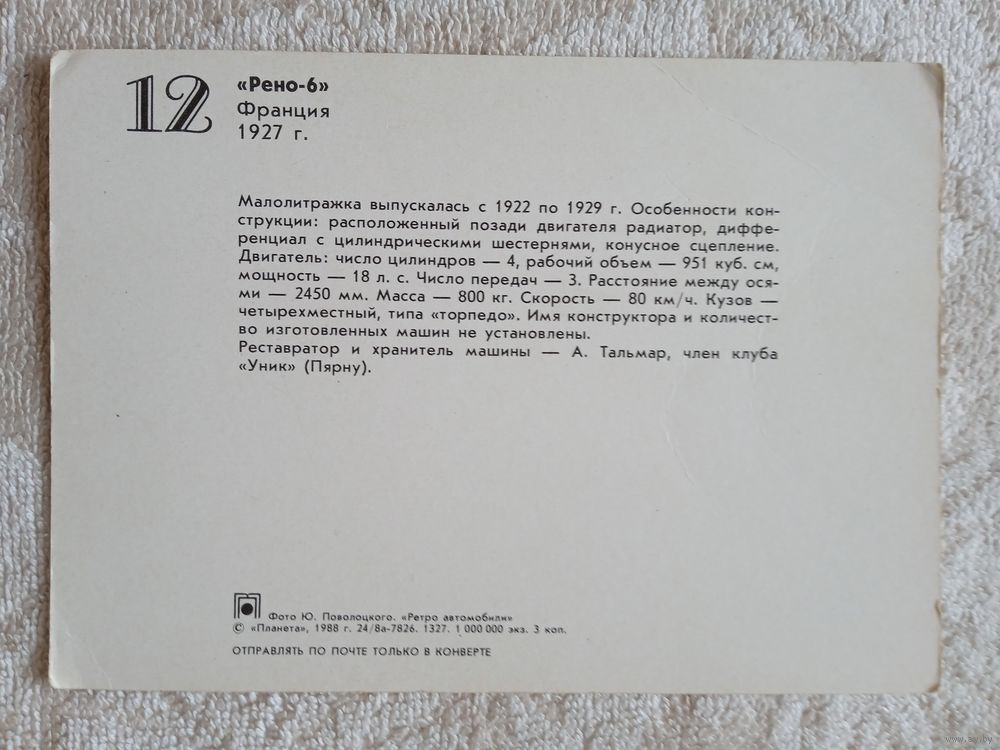 12
«Рено-6»
Франция
1927 г.
Малолитражка выпускалась с 1922 по 1929 г. Особенности кон-
струкции: расположенный позади двигателя радиатор, диффе-
ренциал с цилиндрическими шестернями, конусное сцепление.
Двигатель: число цилиндров — 4, рабочий объем — 951 куб. см,
мощность — 18 л. с. Число передач — 3. Расстояние между ося-
ми — 2450 мм. Масса — 800 кг. Скорость — 80 км/ч. Кузов —
четырехместный, типа «торпедо». Имя конструктора и количест-
во изготовленных машин не установлены.
Реставратор и хранитель машины — А. Тальмар, член клуба
«Уник» (Пярну).
Фото Ю. Поволоцкого. «Ретро автомобили»
© «Планета», 1988 г. 24/8а-7826. 1327. 1 000 000 экз. 3 коп.
ОТПРАВЛЯТЬ ПО ПОЧТЕ ТОЛЬКО В КОНВЕРТЕ
www.ay.by